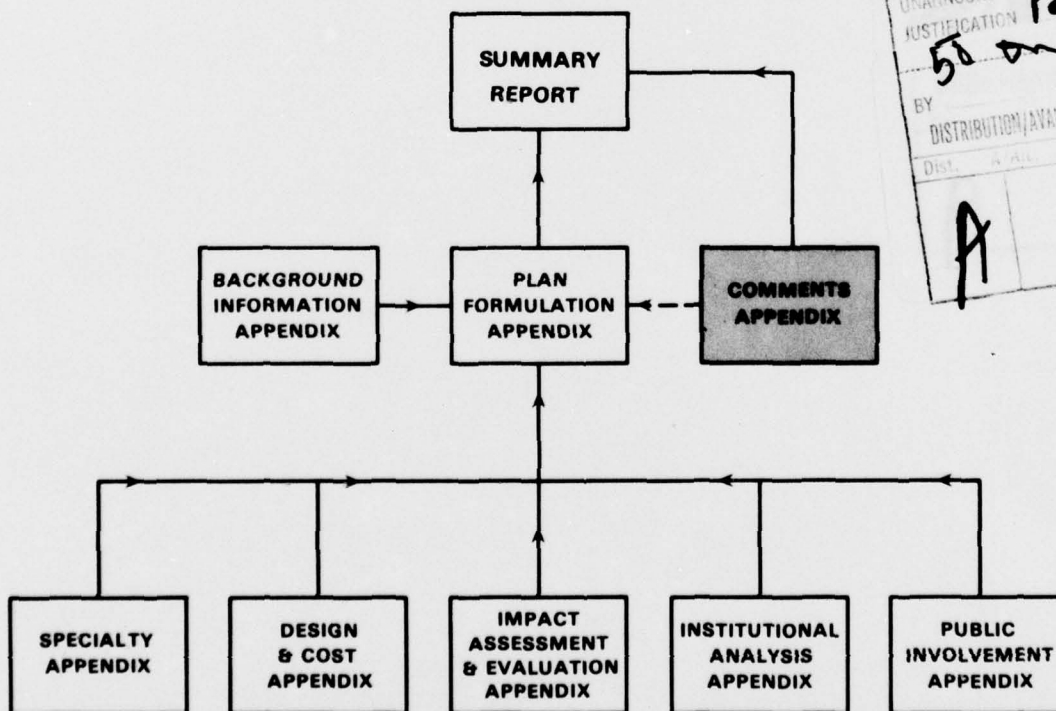 SUMMARY
REPORT
JUSTIFICATION
50
BY
DISTRIBUTION/
Dist.
A
BACKGROUND
INFORMATION
APPENDIX
PLAN
FORMULATION
APPENDIX
COMMENTS
APPENDIX
SPECIALTY
APPENDIX
DESIGN
& COST
APPENDIX
IMPACT
ASSESSMENT
& EVALUATION
APPENDIX
INSTITUTIONAL
ANALYSIS
APPENDIX
PUBLIC
INVOLVEMENT
APPENDIX